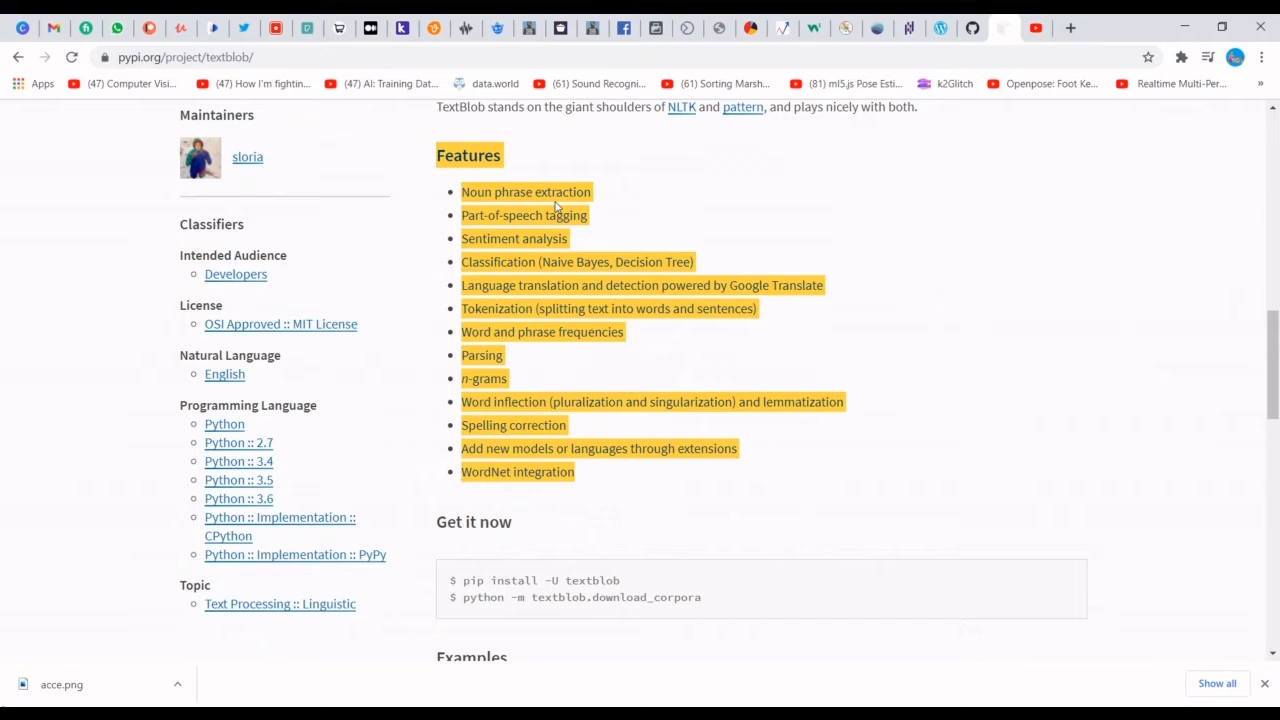 pypi.org/project/textblob/
Apps
(47) Computer Visi...
(47) How I'm fightin...
(47) AI: Training Dat...
data.world
(61) Sound Recogni...
(61) Sorting Marsh...
(81) ml5.js Pose Esti...
k2Glitch
Openpose: Foot Ke...
Realtime Multi-Per...
»
TextBlob stands on the giant shoulders of NLTK and pattern, and plays nicely with both.
Maintainers
sloria
Classifiers
Intended Audience
Developers
License
OSI Approved :: MIT License
Natural Language
English
Programming Language
Python
Python :: 2.7
Python :: 3.4
Python :: 3.5
Python :: 3.6
Python :: Implementation ::
CPython
Python :: Implementation :: PyPy
Topic
Text Processing :: Linguistic
Features
Noun phrase extraction
Part-of-speech tagging
Sentiment analysis
Classification (Naive Bayes, Decision Tree)
Language translation and detection powered by Google Translate
Tokenization (splitting text into words and sentences)
Word and phrase frequencies
Parsing
n-grams
Word inflection (pluralization and singularization) and lemmatization
Spelling correction
Add new models or languages through extensions
WordNet integration
Get it now
$ pip install -U textblob
$ python -m textblob.download_corpora
Examples
acce.png
Show all